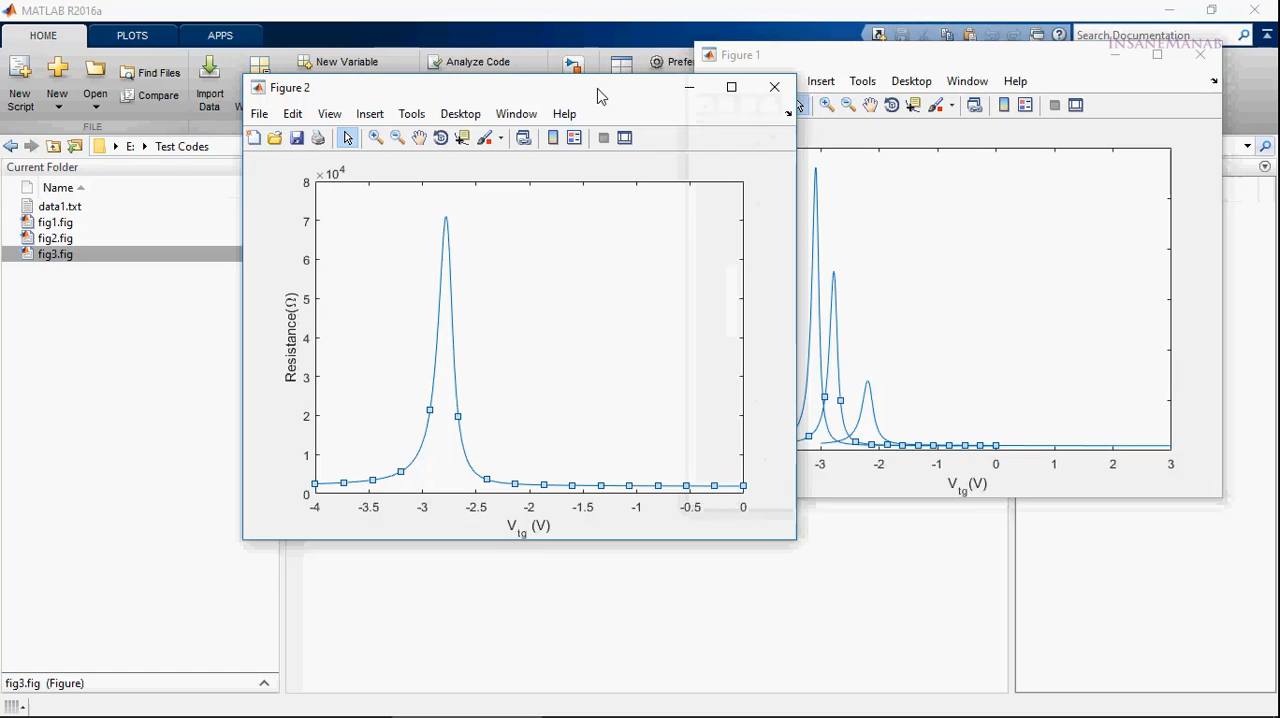 MATLAB R2016a
HOME PLOTS APPS
Search Documentation
InsaneManab
New Script
New
Open
Find Files
Compare
Import Data
New Variable
Analyze Code
FILE
E: Test Codes
Current Folder
Name
data1.txt
fig1.fig
fig2.fig
fig3.fig
fig3.fig (Figure)
Figure 2
File Edit View Insert Tools Desktop Window Help
×10^4
8
7
6
5
4
3
2
1
0
Resistance(Ω)
-4 -3.5 -3 -2.5 -2 -1.5 -1 -0.5 0
V_tg (V)
Figure 1
Insert Tools Desktop Window Help
-3 -2 -1 0 1 2 3
V_tg(V)